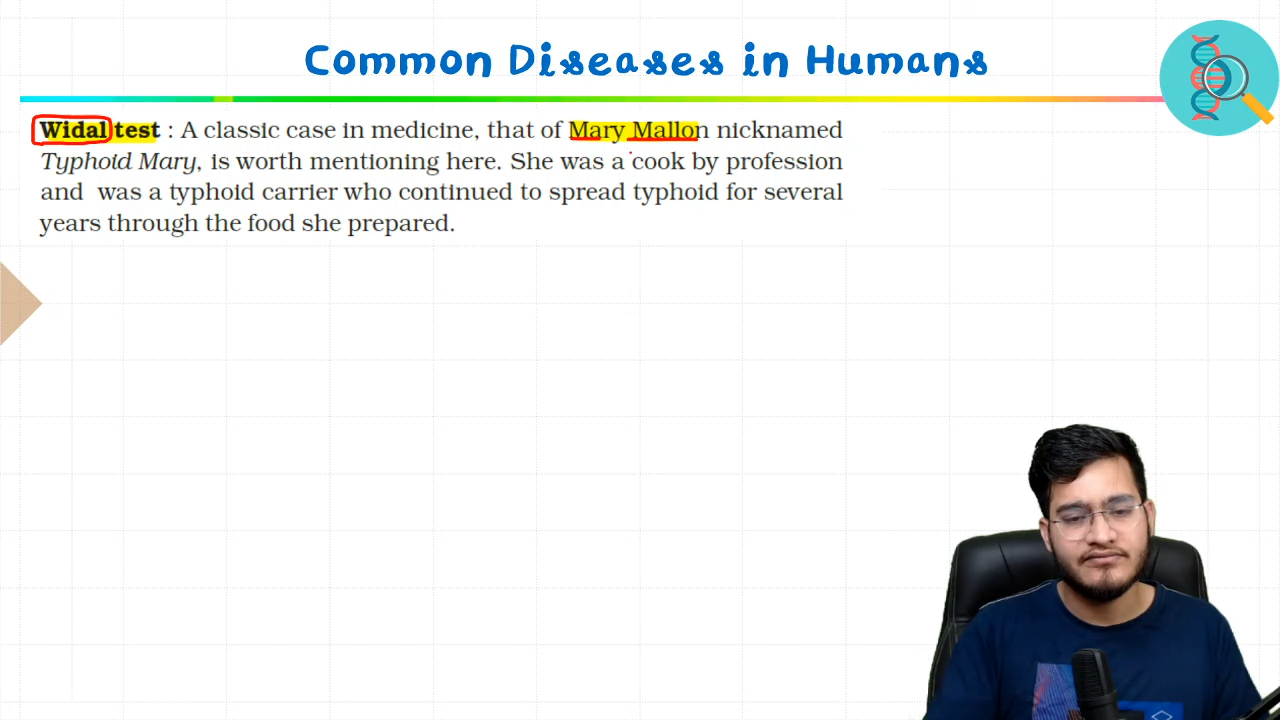 Common Diseases in Humans
Widal test : A classic case in medicine, that of Mary Mallon nicknamed
Typhoid Mary, is worth mentioning here. She was a cook by profession
and was a typhoid carrier who continued to spread typhoid for several
years through the food she prepared.